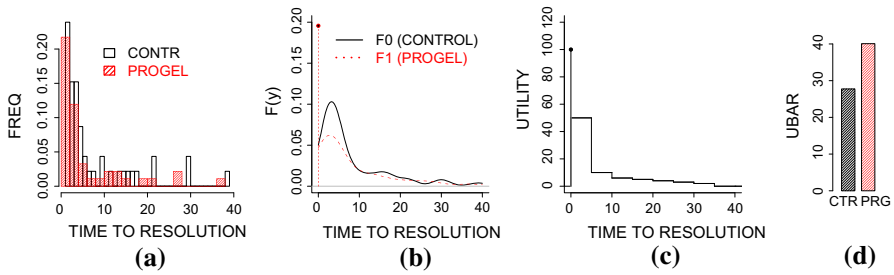 FREQ
0.00 0.05 0.10 0.15 0.20
CONTR
PROGEL
0 10 20 30 40
TIME TO RESOLUTION
(a)
F(y)
0.00 0.05 0.10 0.15 0.20
F0 (CONTROL)
F1 (PROGEL)
0 10 20 30 40
TIME TO RESOLUTION
(b)
UTILITY
0 20 40 60 80 100 120
0 10 20 30 40
TIME TO RESOLUTION
(c)
UBAR
0 10 20 30 40
CTR PRG
(d)